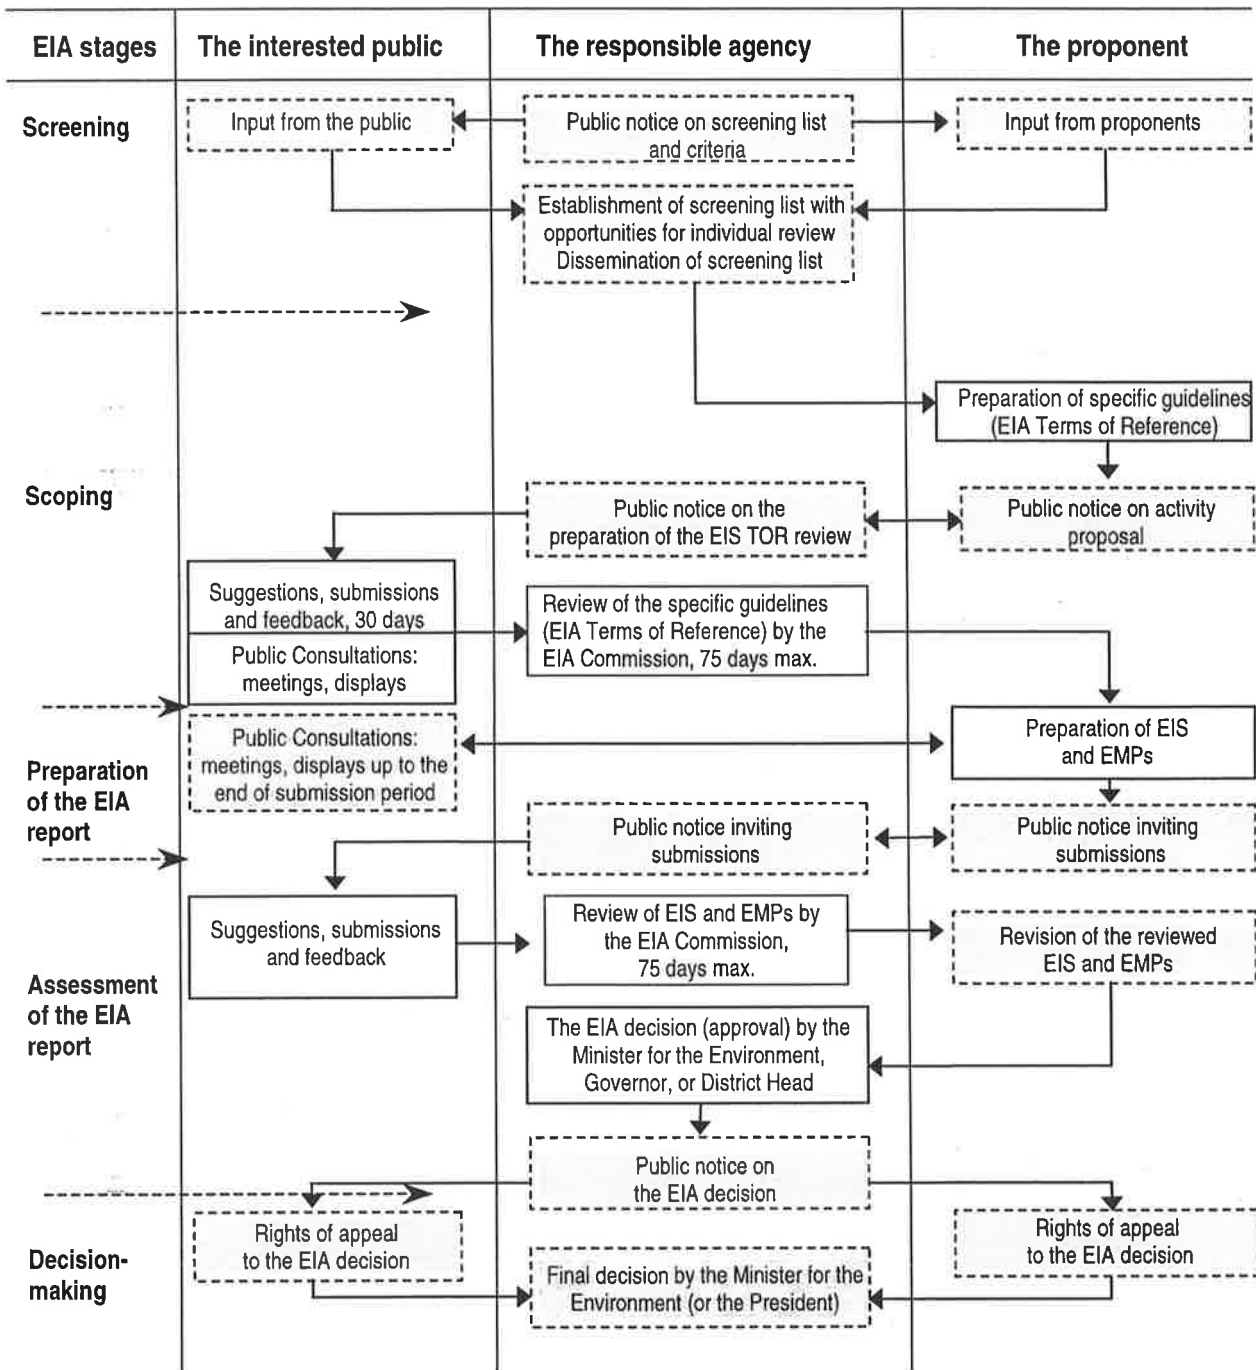 EIA stages
The interested public
The responsible agency
The proponent
Screening
Input from the public
Public notice on screening list
and criteria
Input from proponents
Establishment of screening list with
opportunities for individual review
Dissemination of screening list
Preparation of specific guidelines
(EIA Terms of Reference)
Scoping
Public notice on the
preparation of the EIS TOR review
Public notice on activity
proposal
Suggestions, submissions
and feedback, 30 days
Public Consultations:
meetings, displays
Review of the specific guidelines
(EIA Terms of Reference) by the
EIA Commission, 75 days max.
Preparation
of the EIA
report
Public Consultations:
meetings, displays up to the
end of submission period
Preparation of EIS
and EMPs
Public notice inviting
submissions
Public notice inviting
submissions
Assessment
of the EIA
report
Suggestions, submissions
and feedback
Review of EIS and EMPs by
the EIA Commission,
75 days max.
Revision of the reviewed
EIS and EMPs
The EIA decision (approval) by the
Minister for the Environment,
Governor, or District Head
Public notice on
the EIA decision
Decision-
making
Rights of appeal
to the EIA decision
Rights of appeal
to the EIA decision
Final decision by the Minister for the
Environment (or the President)